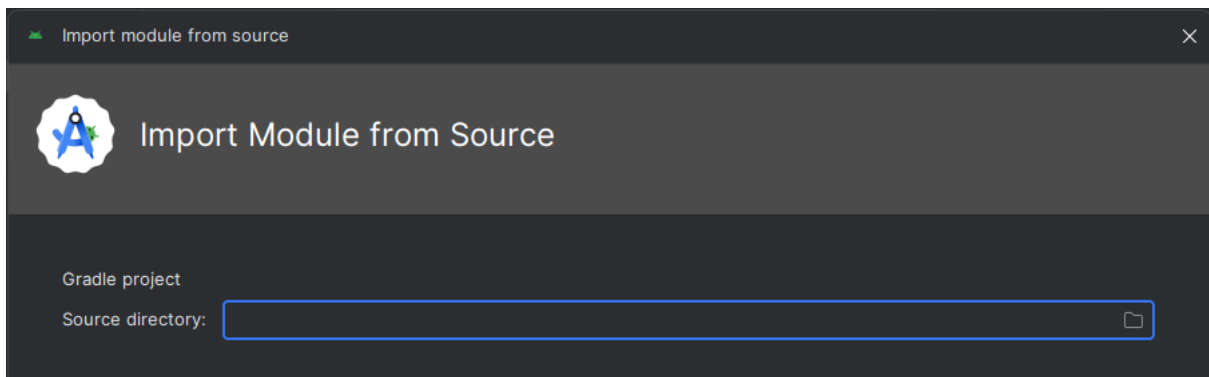 Import module from source
Import Module from Source
Gradle project
Source directory: